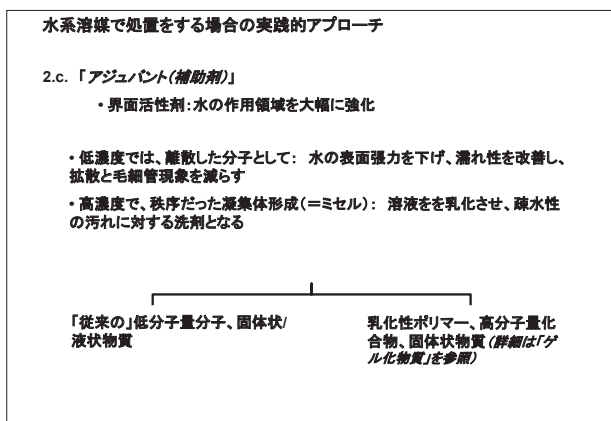 水系溶媒で処置をする場合の実践的アプローチ
2.c. 「アジュバント(補助剤)」
• 界面活性剤:水の作用領域を大幅に強化
• 低濃度では、離散した分子として: 水の表面張力を下げ、濡れ性を改善し、
拡散と毛細管現象を減らす
• 高濃度で、秩序だった凝集体形成(=ミセル): 溶液をを乳化させ、疎水性
の汚れに対する洗剤となる
「従来の」低分子量分子、固体状/
液状物質
乳化性ポリマー、高分子量化
合物、固体状物質(詳細は「ゲ
ル化物質」を参照)